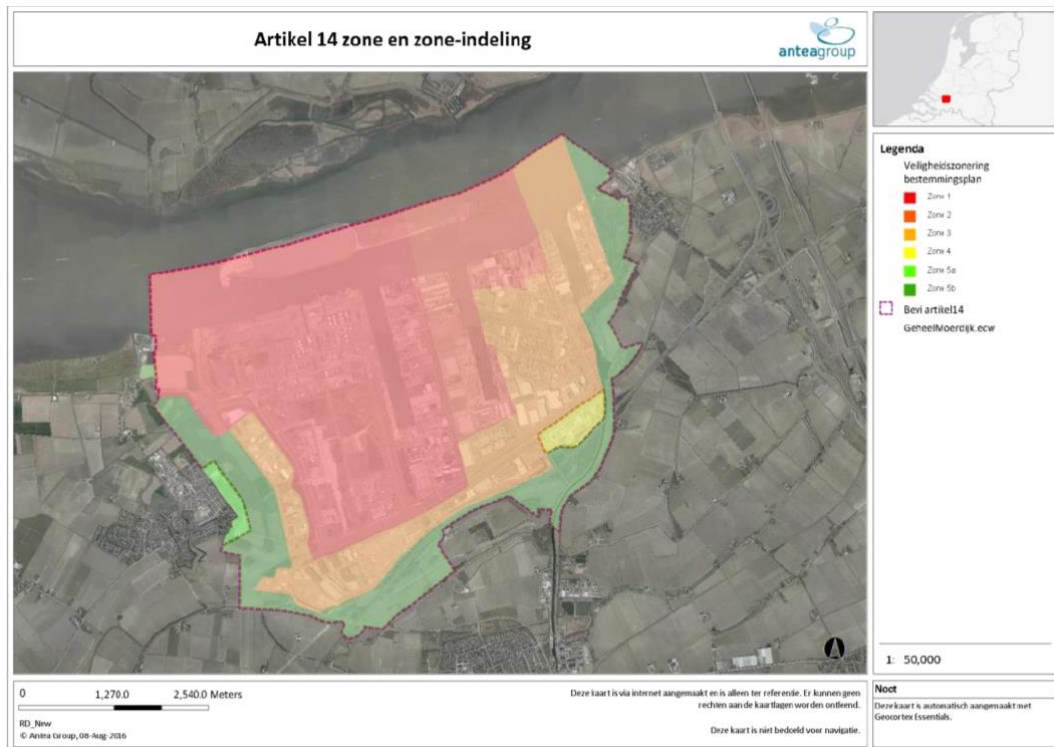 Artikel 14 zone en zone-indeling
anteagroup
Legenda
Veiligheidszonering
bestemmingsplan
Zone 1
Zone 2
Zone 3
Zone 4
Zone 5a
Zone 5b
Bevi artikel14
GeheelMoerdijk.ecw
1: 50,000
0 1,270.0 2,540.0 Meters
RD_New
© Antea Group, 08-Aug-2016
Deze kaart is via internet aangemaakt en is alleen ter referentie. Er kunnen geen
rechten aan de kaartlagen worden ontleend.
Deze kaart is niet bedoeld voor navigatie.
Noot
Deze kaart is automatisch aangemaakt met
Geocortex Essentials.